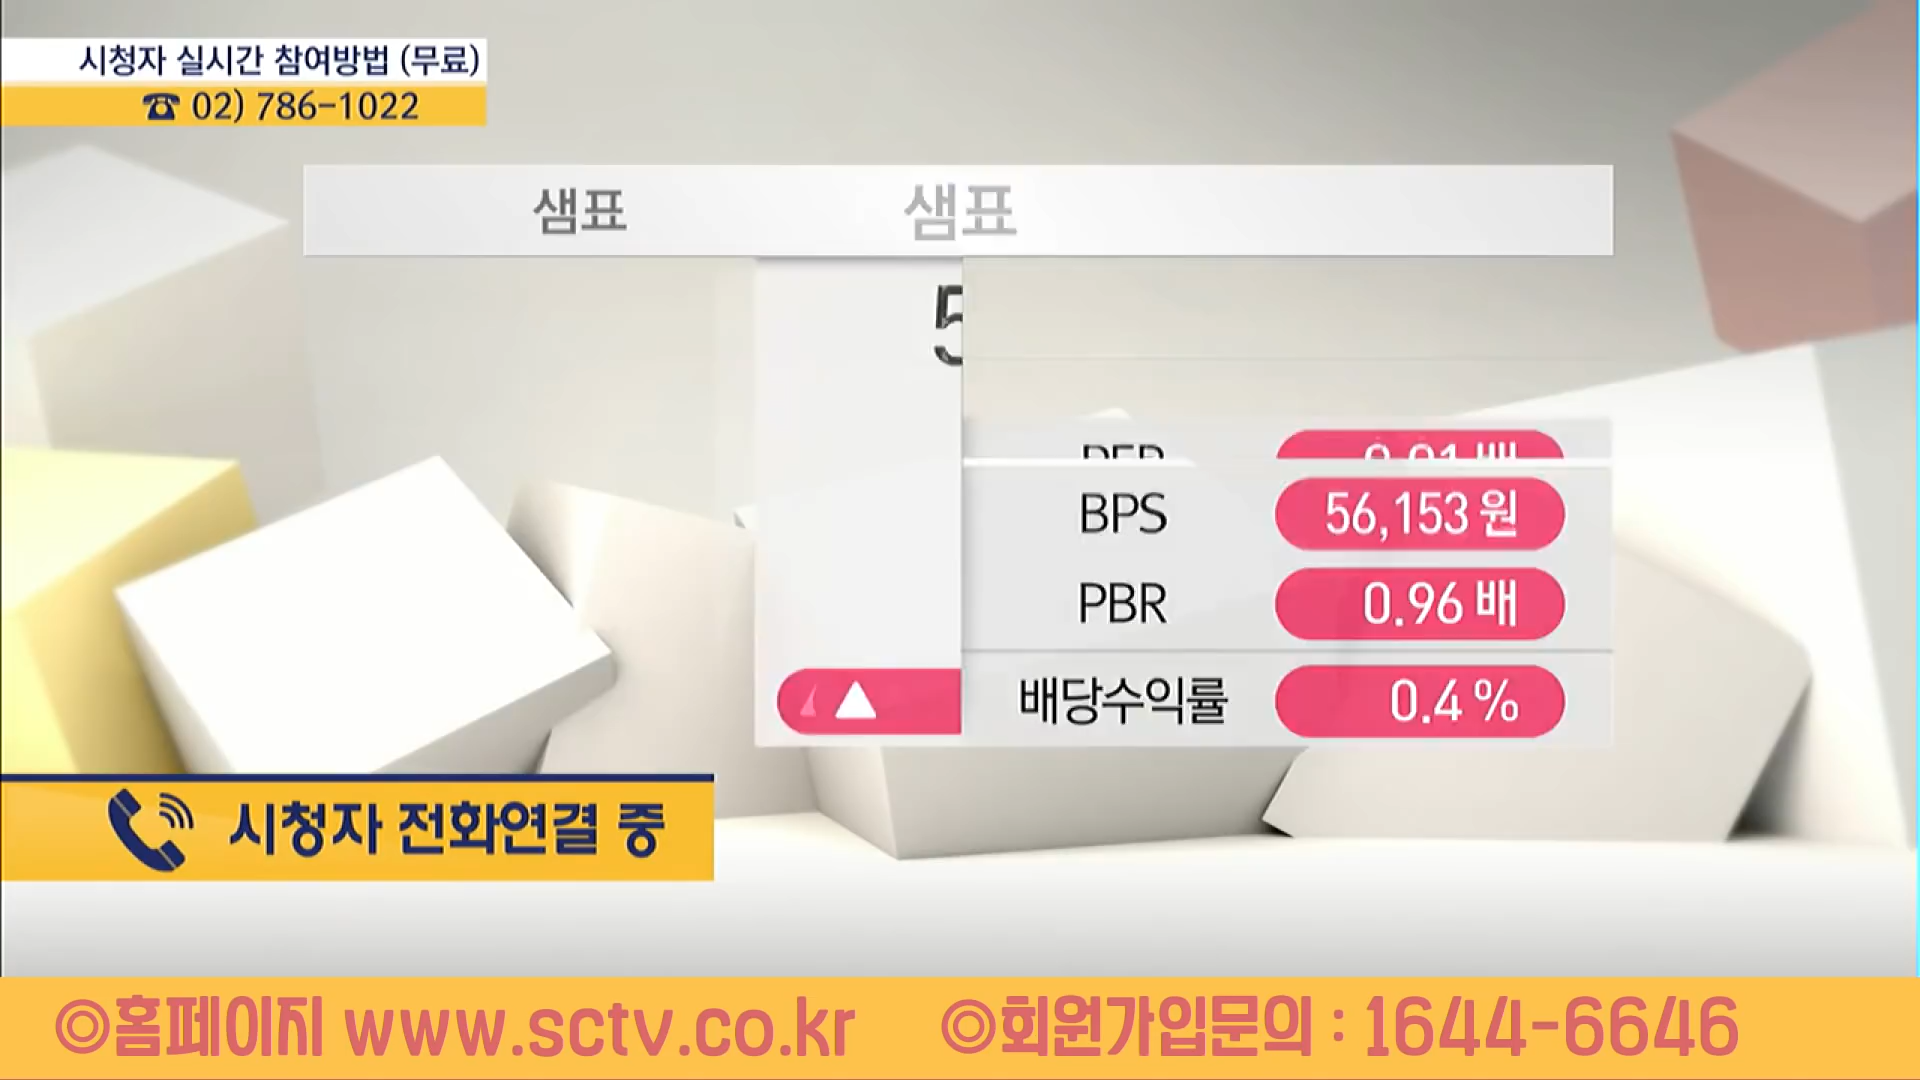 시청자 실시간 참여방법 (무료)
☎ 02) 786-1022
샘표 샘표
5
BPS 56,153 원
PBR 0.96 배
배당수익률 0.4 %
시청자 전화연결 중
◎홈페이지 www.sctv.co.kr ◎회원가입문의 : 1644-6646